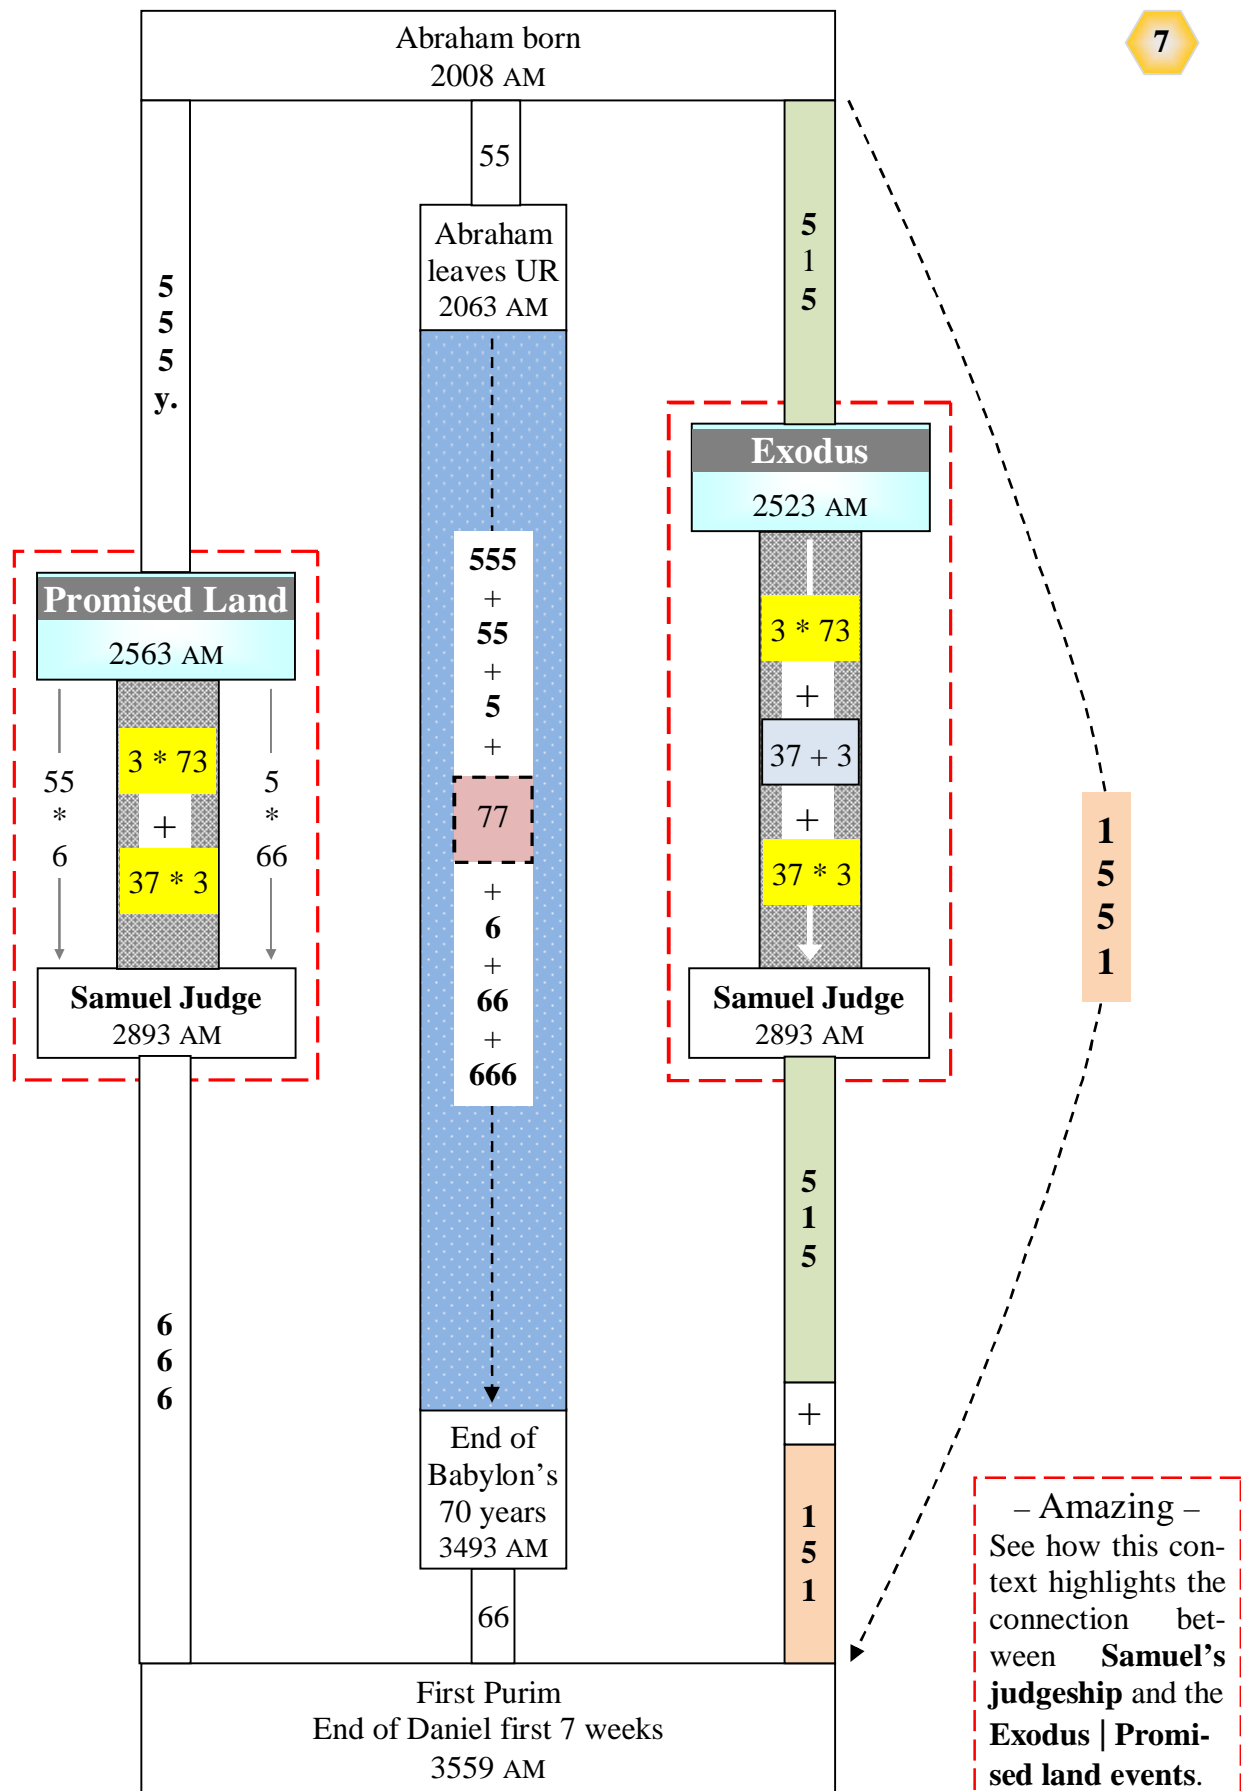 Abraham born
2008 AM
7
55
Abraham
leaves UR
2063 AM
5
5
5
y.
5
1
5
Exodus
2523 AM
Promised Land
2563 AM
555
+
55
+
5
+
77
+
6
+
66
+
666
3 * 73
+
37 + 3
+
37 * 3
55
*
6
3 * 73
+
37 * 3
5
*
66
1
5
5
1
Samuel Judge
2893 AM
Samuel Judge
2893 AM
5
1
5
+
1
5
1
6
6
6
End of
Babylon’s
70 years
3493 AM
66
– Amazing –
See how this con-
text highlights the
connection bet-
ween Samuel’s
judgeship and the
Exodus | Promi-
sed land events.
First Purim
End of Daniel first 7 weeks
3559 AM